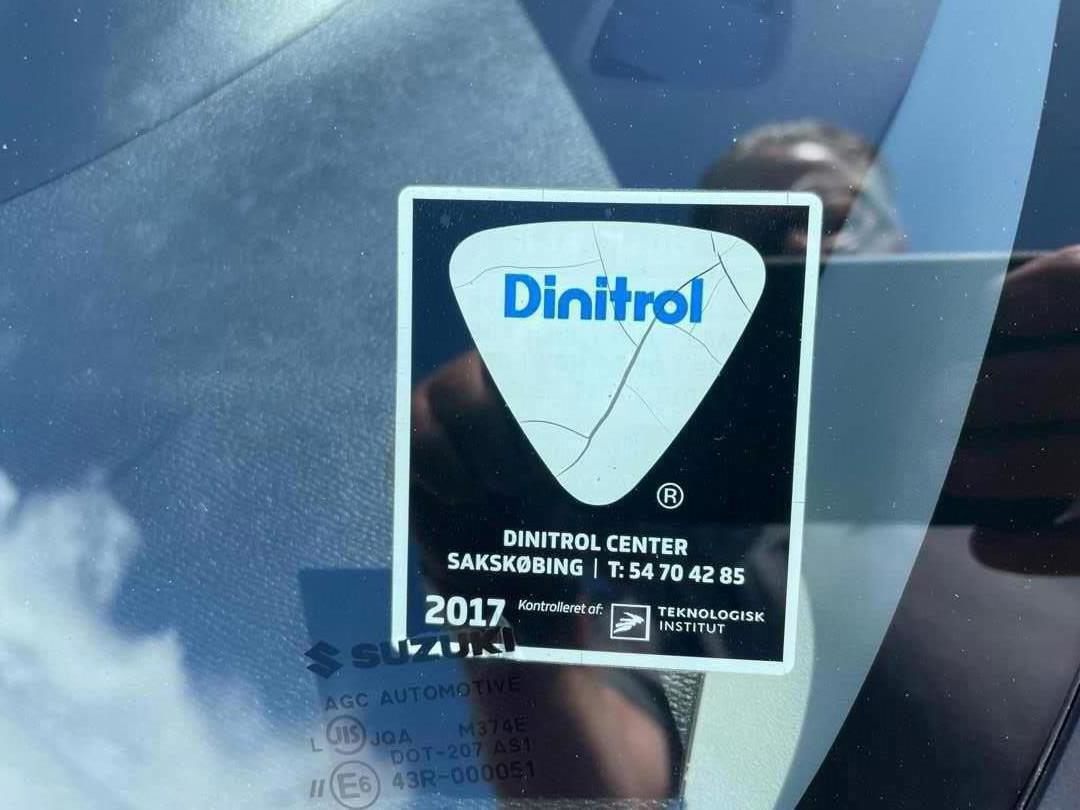 Dinitrol
®
DINITROL CENTER
SAKSKØBING | T: 54 70 42 85
2017 Kontrolleret af: TEKNOLOGISK
INSTITUT
SUZUKI
AGC AUTOMOTIVE
L JIS JQA M374E
DOT-207 AS1
// E6 43R-000051